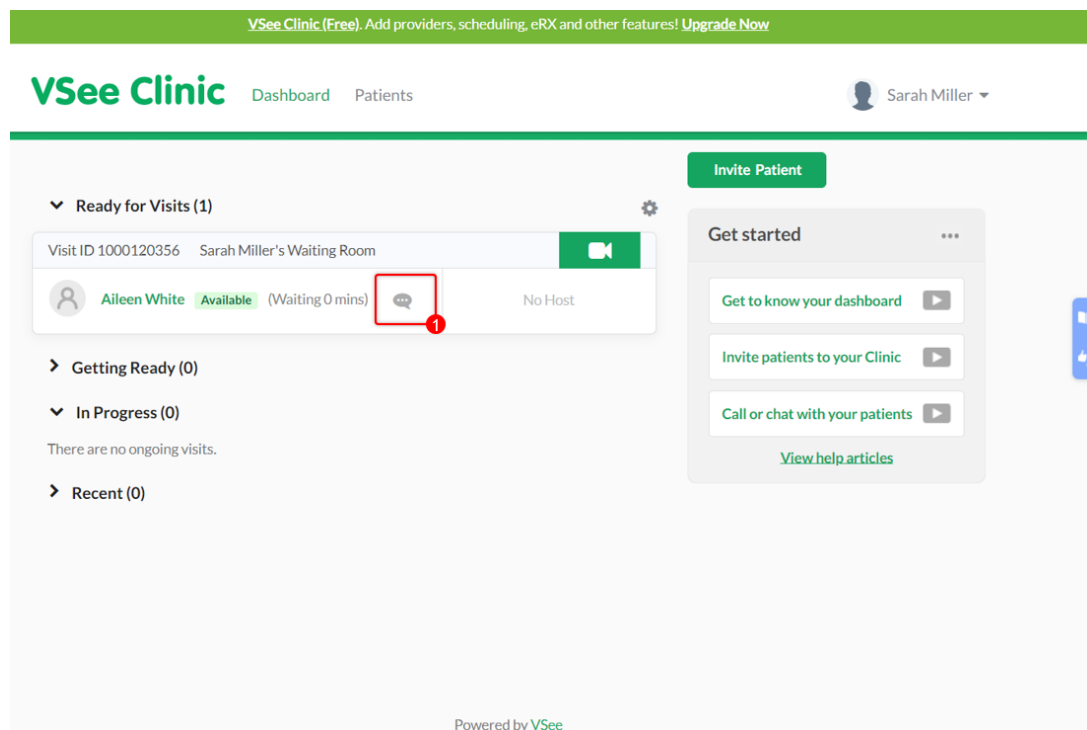 VSee Clinic (Free). Add providers, scheduling, eRX and other features! Upgrade Now
VSee Clinic Dashboard Patients Sarah Miller
Invite Patient
Ready for Visits (1)
Visit ID 1000120356 Sarah Miller's Waiting Room
Aileen White Available (Waiting 0 mins) No Host
1
Getting Ready (0)
In Progress (0)
There are no ongoing visits.
Recent (0)
Get started
Get to know your dashboard
Invite patients to your Clinic
Call or chat with your patients
View help articles
Powered by VSee